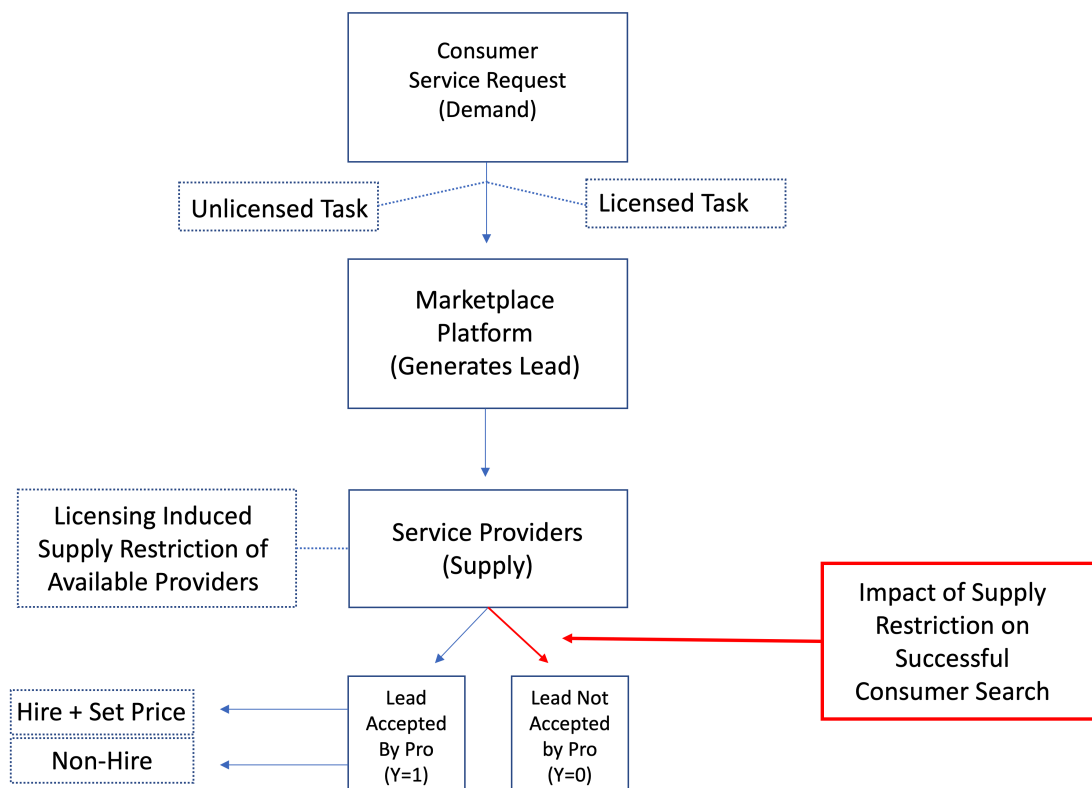 Consumer
Service Request
(Demand)
Unlicensed Task
Licensed Task
Marketplace
Platform
(Generates Lead)
Licensing Induced
Supply Restriction of
Available Providers
Service Providers
(Supply)
Impact of Supply
Restriction on
Successful
Consumer Search
Hire + Set Price
Non-Hire
Lead
Accepted
By Pro
(Y=1)
Lead Not
Accepted
by Pro
(Y=0)